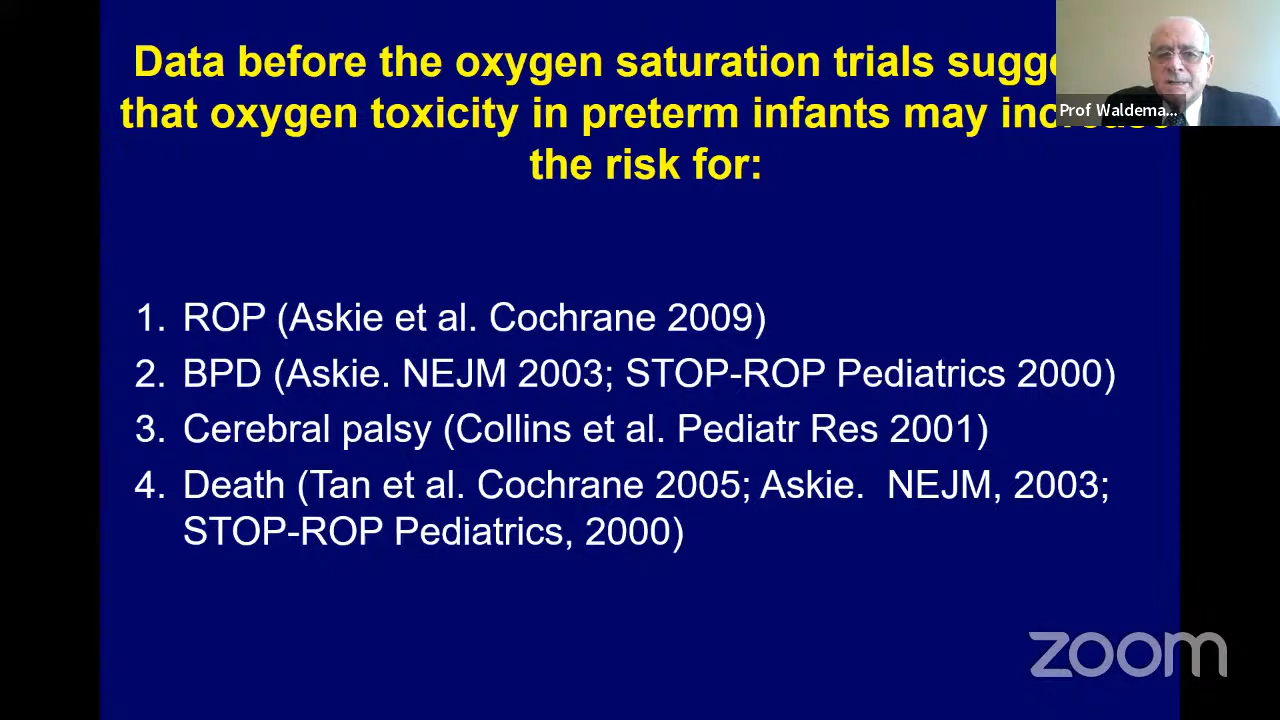 Data before the oxygen saturation trials
that oxygen toxicity in preterm infants may
the risk for:
Prof Waldema...
1. ROP (Askie et al. Cochrane 2009)
2. BPD (Askie. NEJM 2003; STOP-ROP Pediatrics 2000)
3. Cerebral palsy (Collins et al. Pediatr Res 2001)
4. Death (Tan et al. Cochrane 2005; Askie. NEJM, 2003;
STOP-ROP Pediatrics, 2000)
zoom